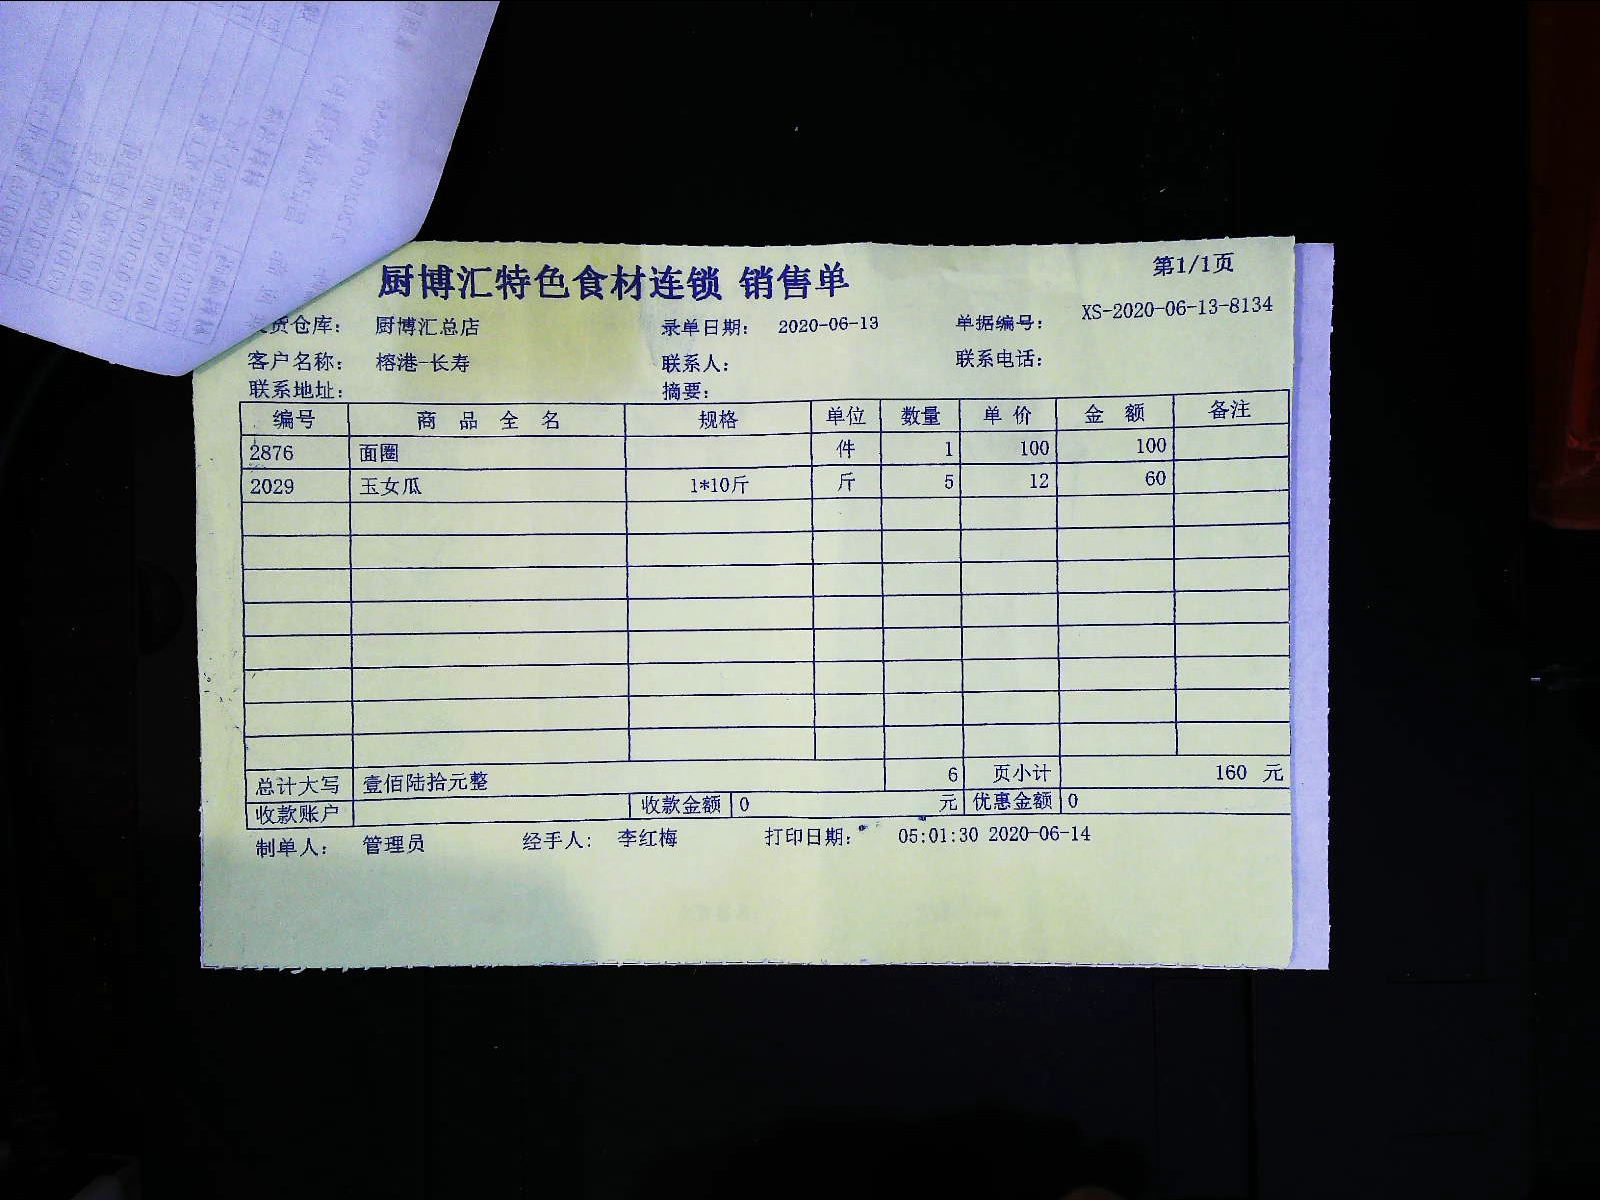 厨博汇特色食材连锁 销售单
第1/1页
货仓库: 厨博汇总店 录单日期: 2020-06-13 单据编号: XS-2020-06-13-8134
客户名称: 榕港-长寿 联系人: 联系电话:
联系地址: 摘要:
编号 商品全名 规格 单位 数量 单价 金额 备注
2876 面圈 件 1 100 100
2029 玉女瓜 1*10斤 斤 5 12 60
总计大写 壹佰陆拾元整 6 页小计 160 元
收款账户 收款金额 0 元 优惠金额 0
制单人: 管理员 经手人: 李红梅 打印日期: 05:01:30 2020-06-14